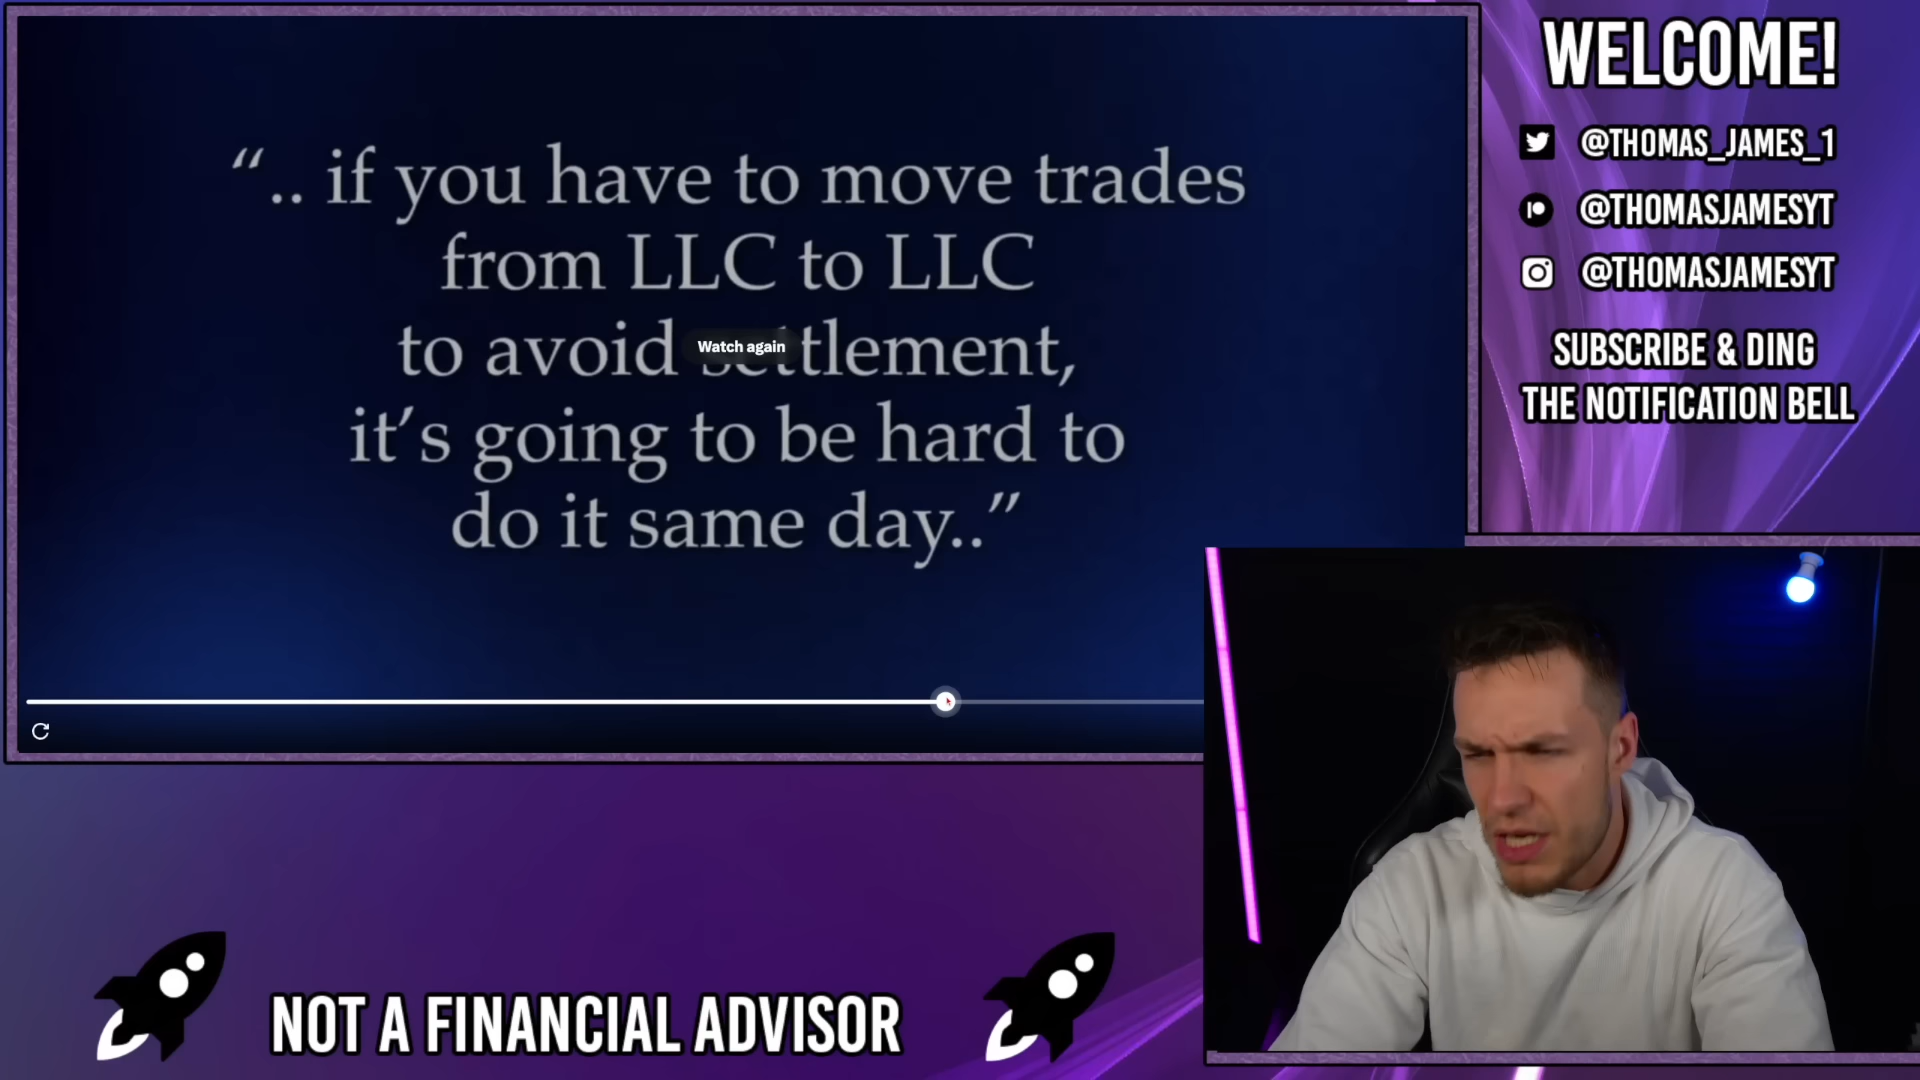 “.. if you have to move trades
from LLC to LLC
to avoid settlement,
it’s going to be hard to
do it same day..”
Watch again
WELCOME!
@THOMAS_JAMES_1
@THOMASJAMESYT
@THOMASJAMESYT
SUBSCRIBE & DING
THE NOTIFICATION BELL
NOT A FINANCIAL ADVISOR